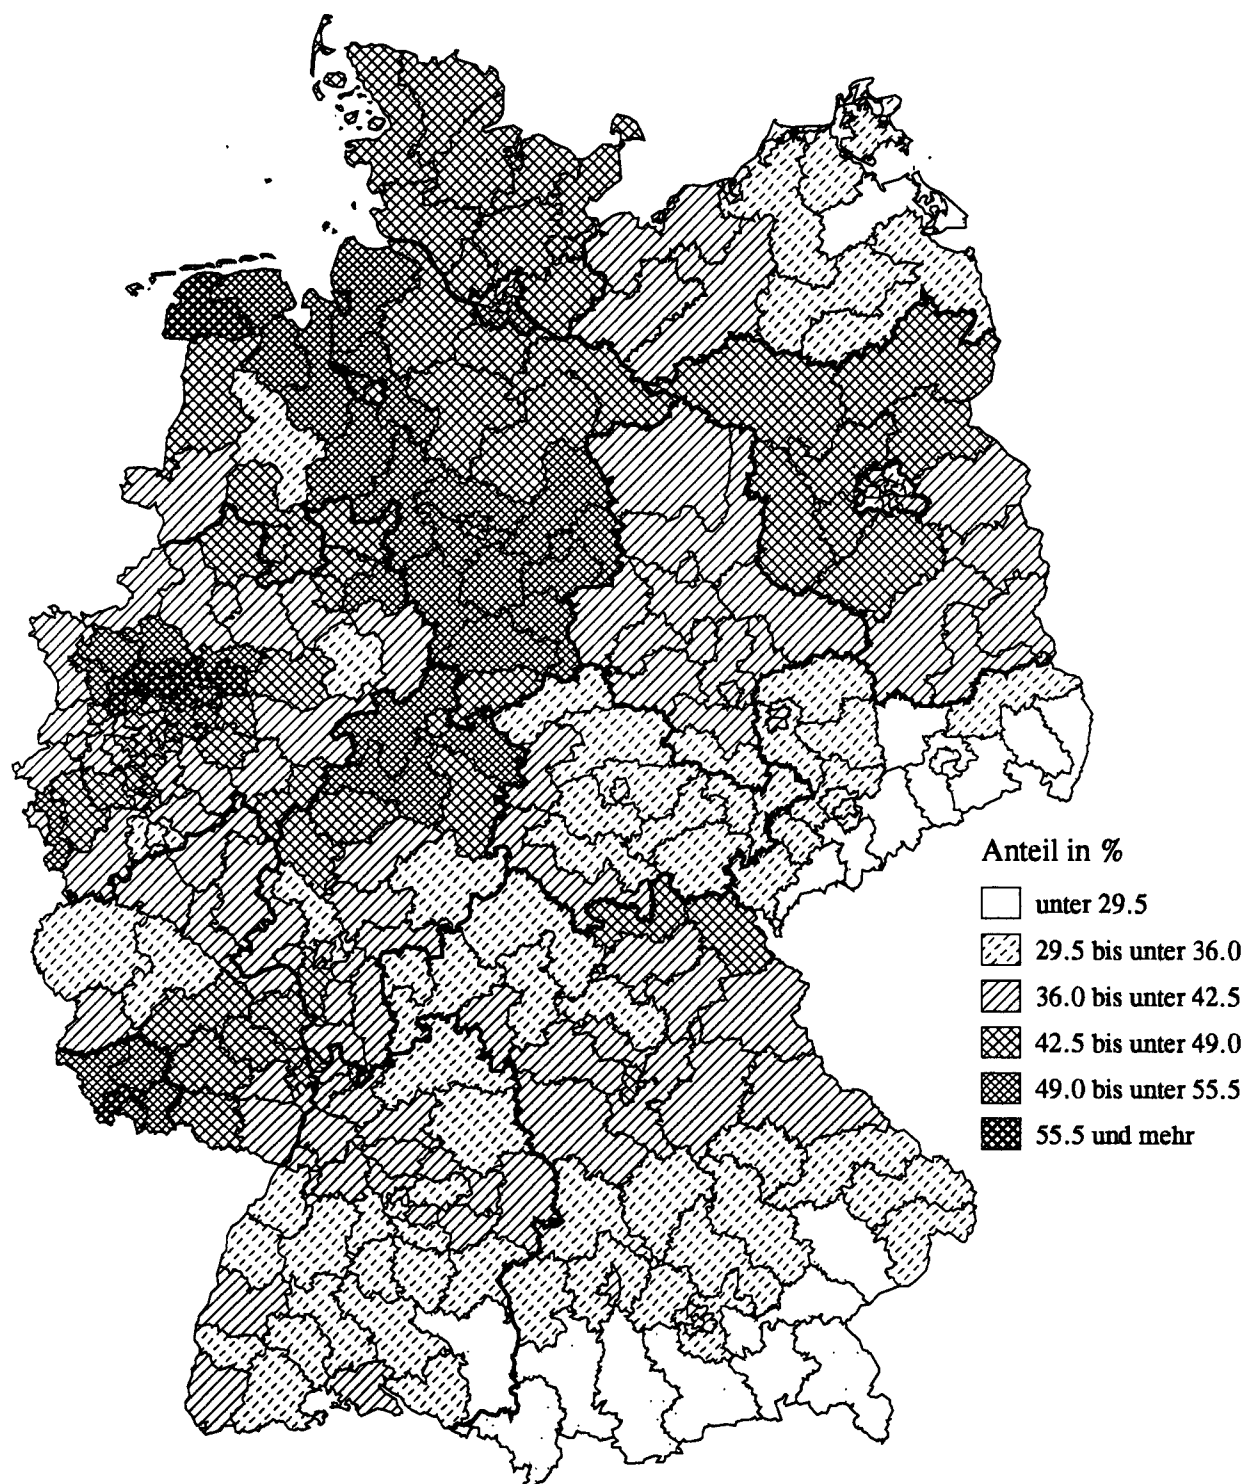 Anteil in %
unter 29.5
29.5 bis unter 36.0
36.0 bis unter 42.5
42.5 bis unter 49.0
49.0 bis unter 55.5
55.5 und mehr